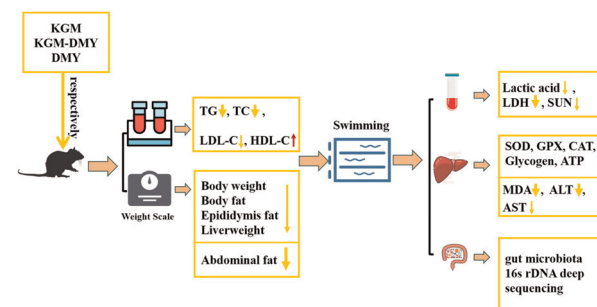 KGM
KGM-DMY
DMY
respectively
TG↓, TC↓,
LDL-C↓, HDL-C↑
Weight Scale
Body weight
Body fat
Epididymis fat
Liverweight
Abdominal fat
Swimming
Lactic acid↓,
LDH↓, SUN↓
SOD, GPX, CAT,
Glycogen, ATP
MDA↓, ALT↓,
AST↓
gut microbiota
16s rDNA deep
sequencing